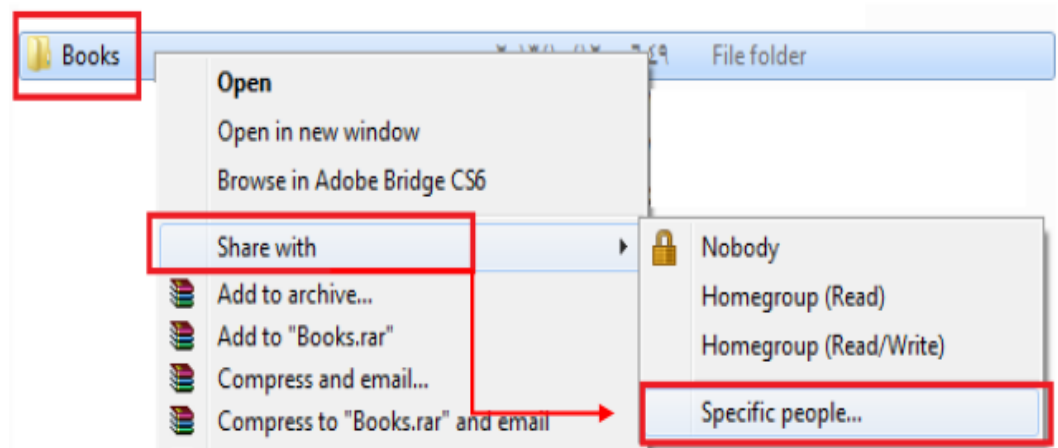 Books File folder
Open
Open in new window
Browse in Adobe Bridge CS6
Share with
Add to archive...
Add to "Books.rar"
Compress and email...
Compress to "Books.rar" and email
Nobody
Homegroup (Read)
Homegroup (Read/Write)
Specific people...